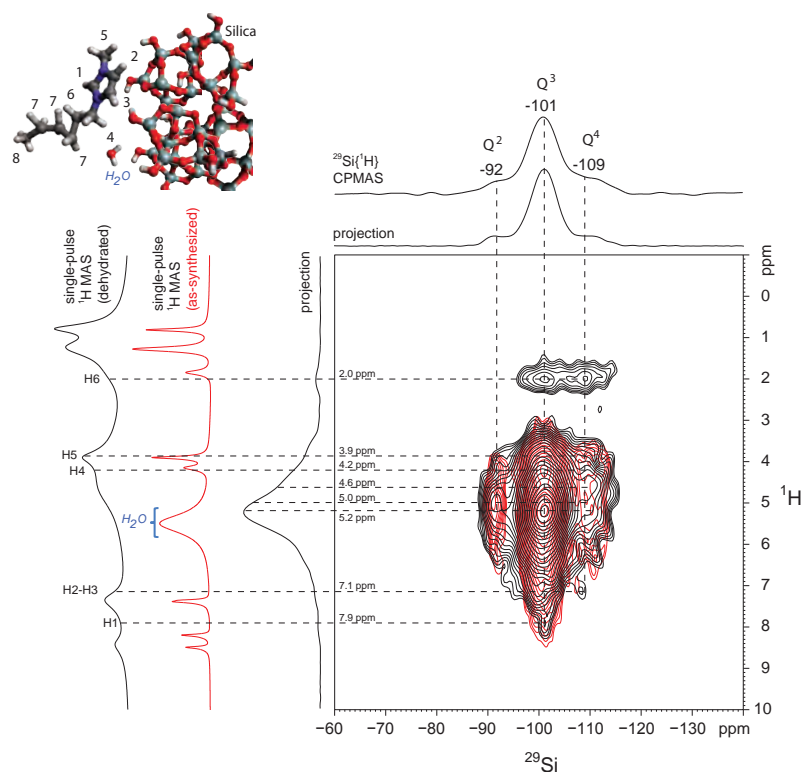 Silica
5
2
1
3
6
7
7
4
8
7
H2O
Q3
-101
Q2
-92
Q4
-109
29Si{1H}
CPMAS
projection
single-pulse
1H MAS
(dehydrated)
single-pulse
1H MAS
(as-synthesized)
projection
ppm
0
1
2
3
4
5
6
7
8
9
10
1H
H6
2.0 ppm
H5
3.9 ppm
H4
4.2 ppm
4.6 ppm
5.0 ppm
H2O
5.2 ppm
H2-H3
7.1 ppm
H1
7.9 ppm
−60
−70
−80
−90
−100
−110
−120
−130
ppm
29Si